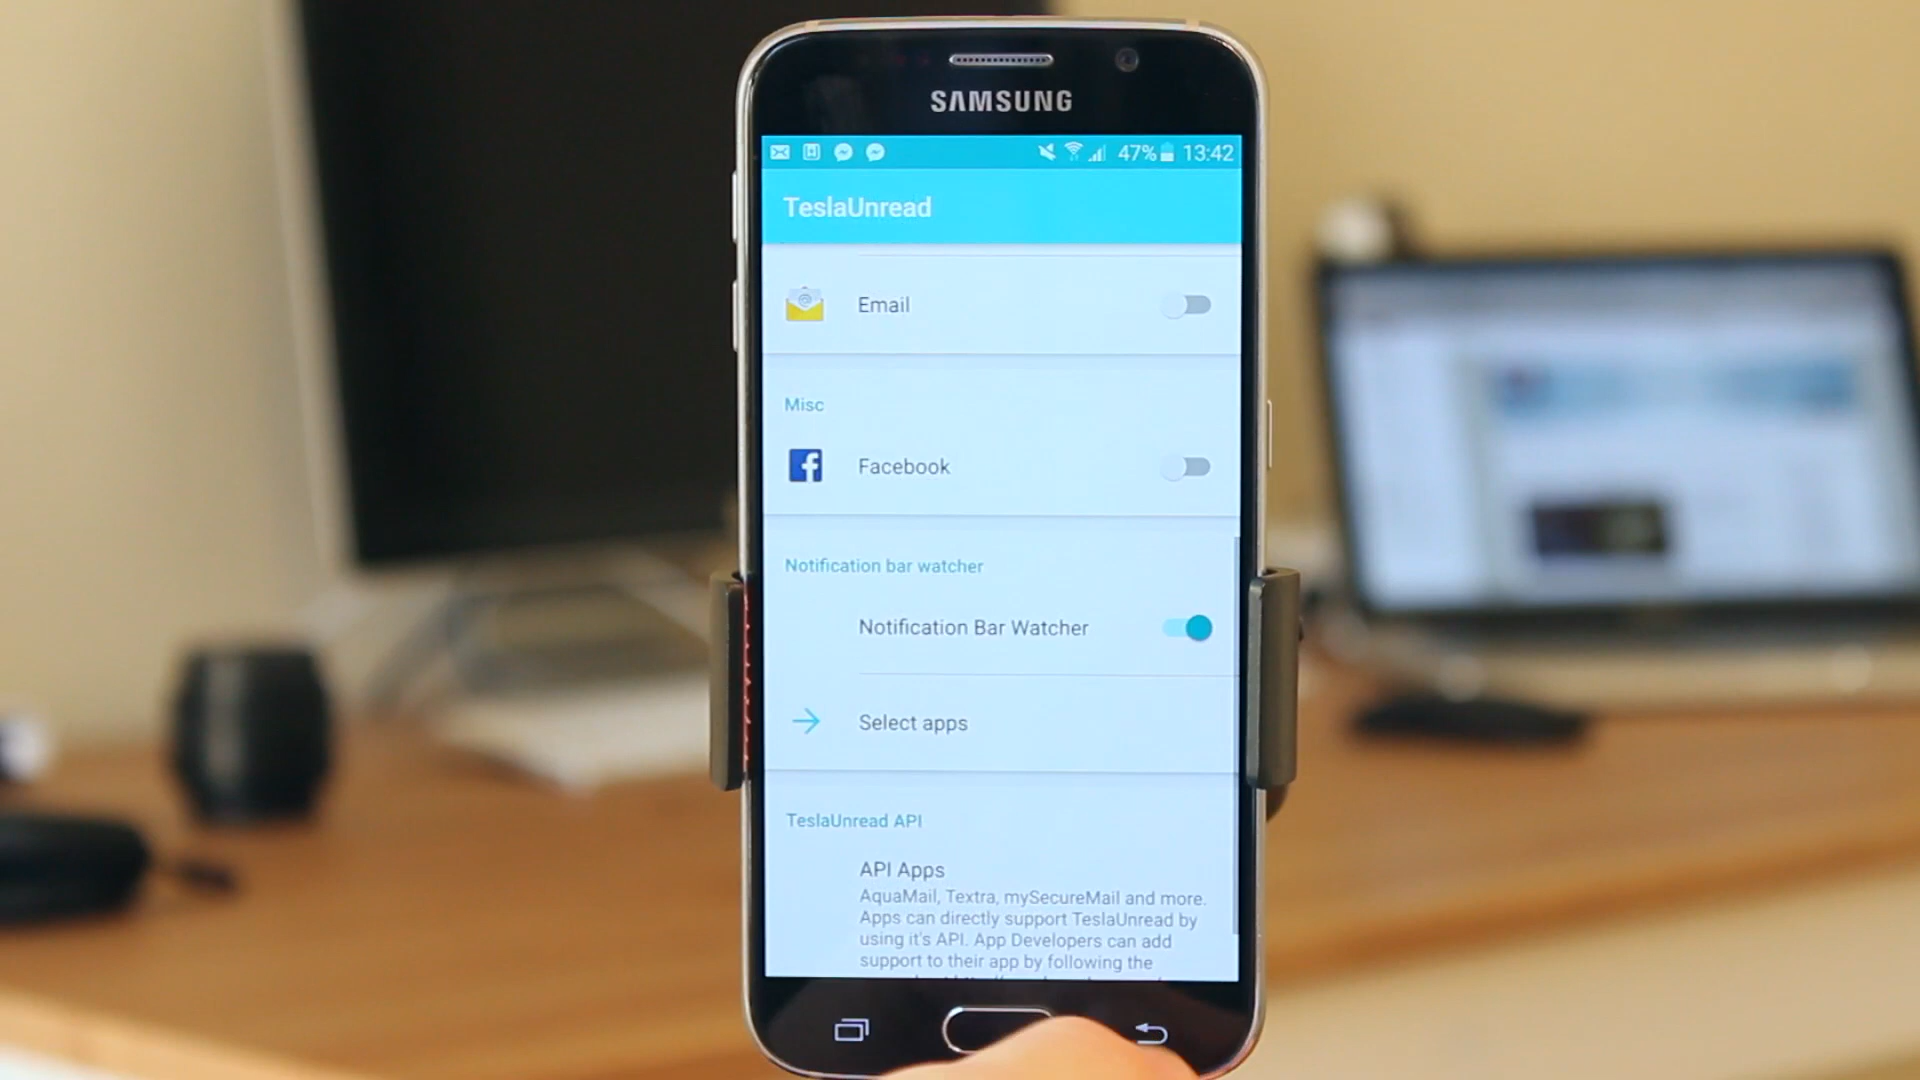 SAMSUNG
47% 13:42
TeslaUnread
Email
Misc
Facebook
Notification bar watcher
Notification Bar Watcher
Select apps
TeslaUnread API
API Apps
AquaMail, Textra, mySecureMail and more.
Apps can directly support TeslaUnread by
using it's API. App Developers can add
support to their app by following the